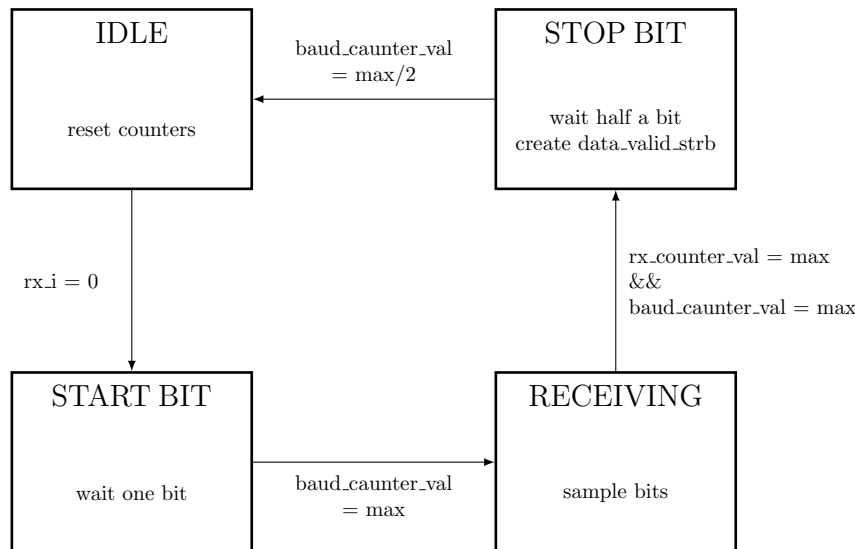 IDLE
reset counters
baud_caunter_val
= max/2
STOP BIT
wait half a bit
create data_valid_strb
rx_i = 0
rx_counter_val = max
&&
baud_caunter_val = max
START BIT
wait one bit
baud_caunter_val
= max
RECEIVING
sample bits